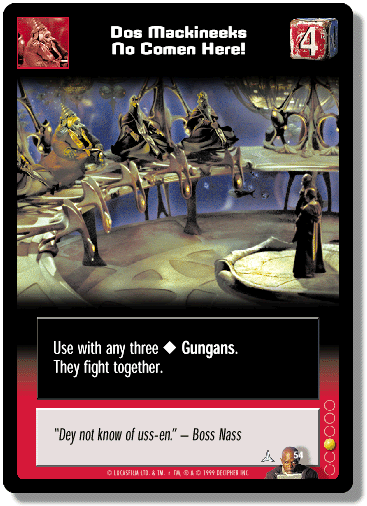 Dos Mackineeks
No Comen Here!
4
Use with any three ◆ Gungans.
They fight together.
"Dey not know of uss-en." – Boss Nass
54
© LUCASFILM LTD. & TM, ® & © 1999 DECIPHER INC.